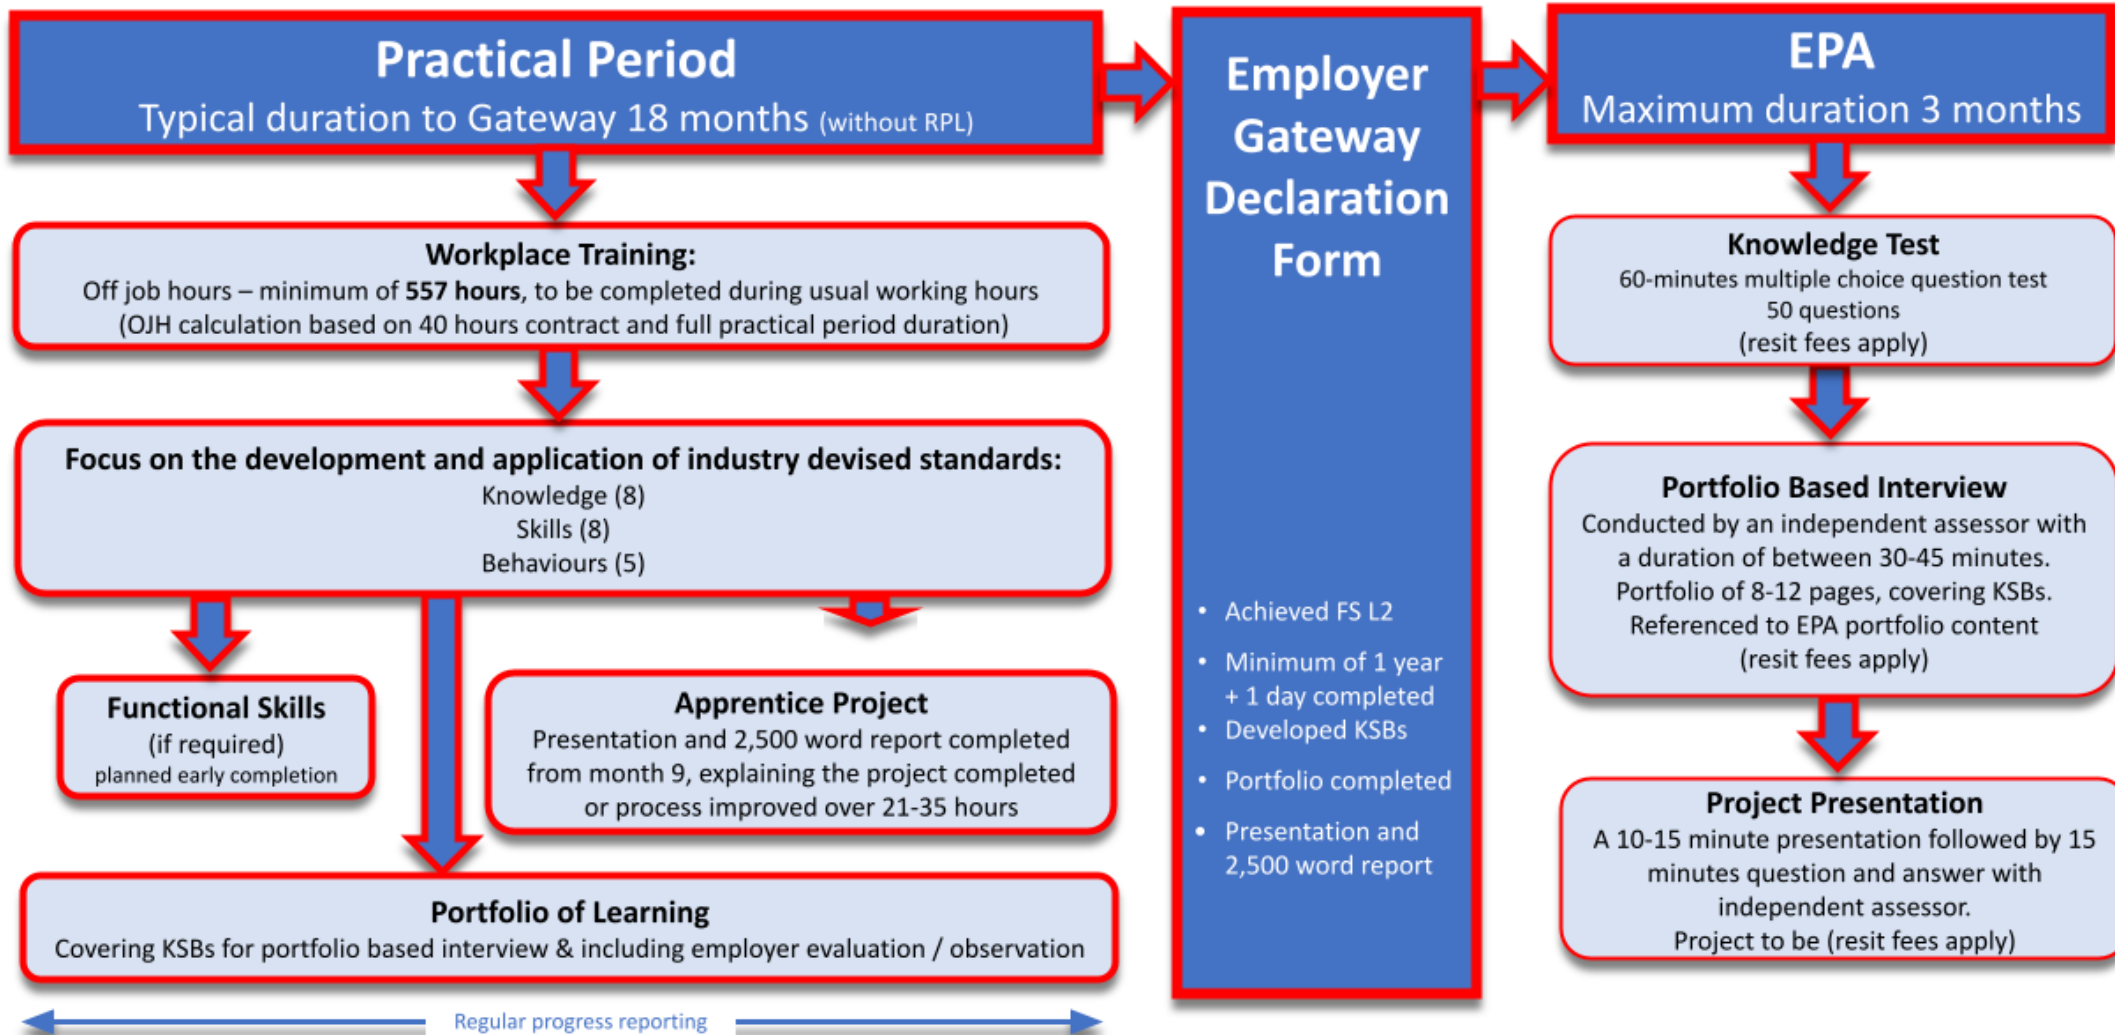 Practical Period
Typical duration to Gateway 18 months (without RPL)
Workplace Training:
Off job hours – minimum of 557 hours, to be completed during usual working hours
(OJH calculation based on 40 hours contract and full practical period duration)
Focus on the development and application of industry devised standards:
Knowledge (8)
Skills (8)
Behaviours (5)
Functional Skills
(if required)
planned early completion
Apprentice Project
Presentation and 2,500 word report completed
from month 9, explaining the project completed
or process improved over 21-35 hours
Portfolio of Learning
Covering KSBs for portfolio based interview & including employer evaluation / observation
Regular progress reporting
Employer
Gateway
Declaration
Form
• Achieved FS L2
• Minimum of 1 year
+ 1 day completed
• Developed KSBs
• Portfolio completed
• Presentation and
2,500 word report
EPA
Maximum duration 3 months
Knowledge Test
60-minutes multiple choice question test
50 questions
(resit fees apply)
Portfolio Based Interview
Conducted by an independent assessor with
a duration of between 30-45 minutes.
Portfolio of 8-12 pages, covering KSBs.
Referenced to EPA portfolio content
(resit fees apply)
Project Presentation
A 10-15 minute presentation followed by 15
minutes question and answer with
independent assessor.
Project to be (resit fees apply)